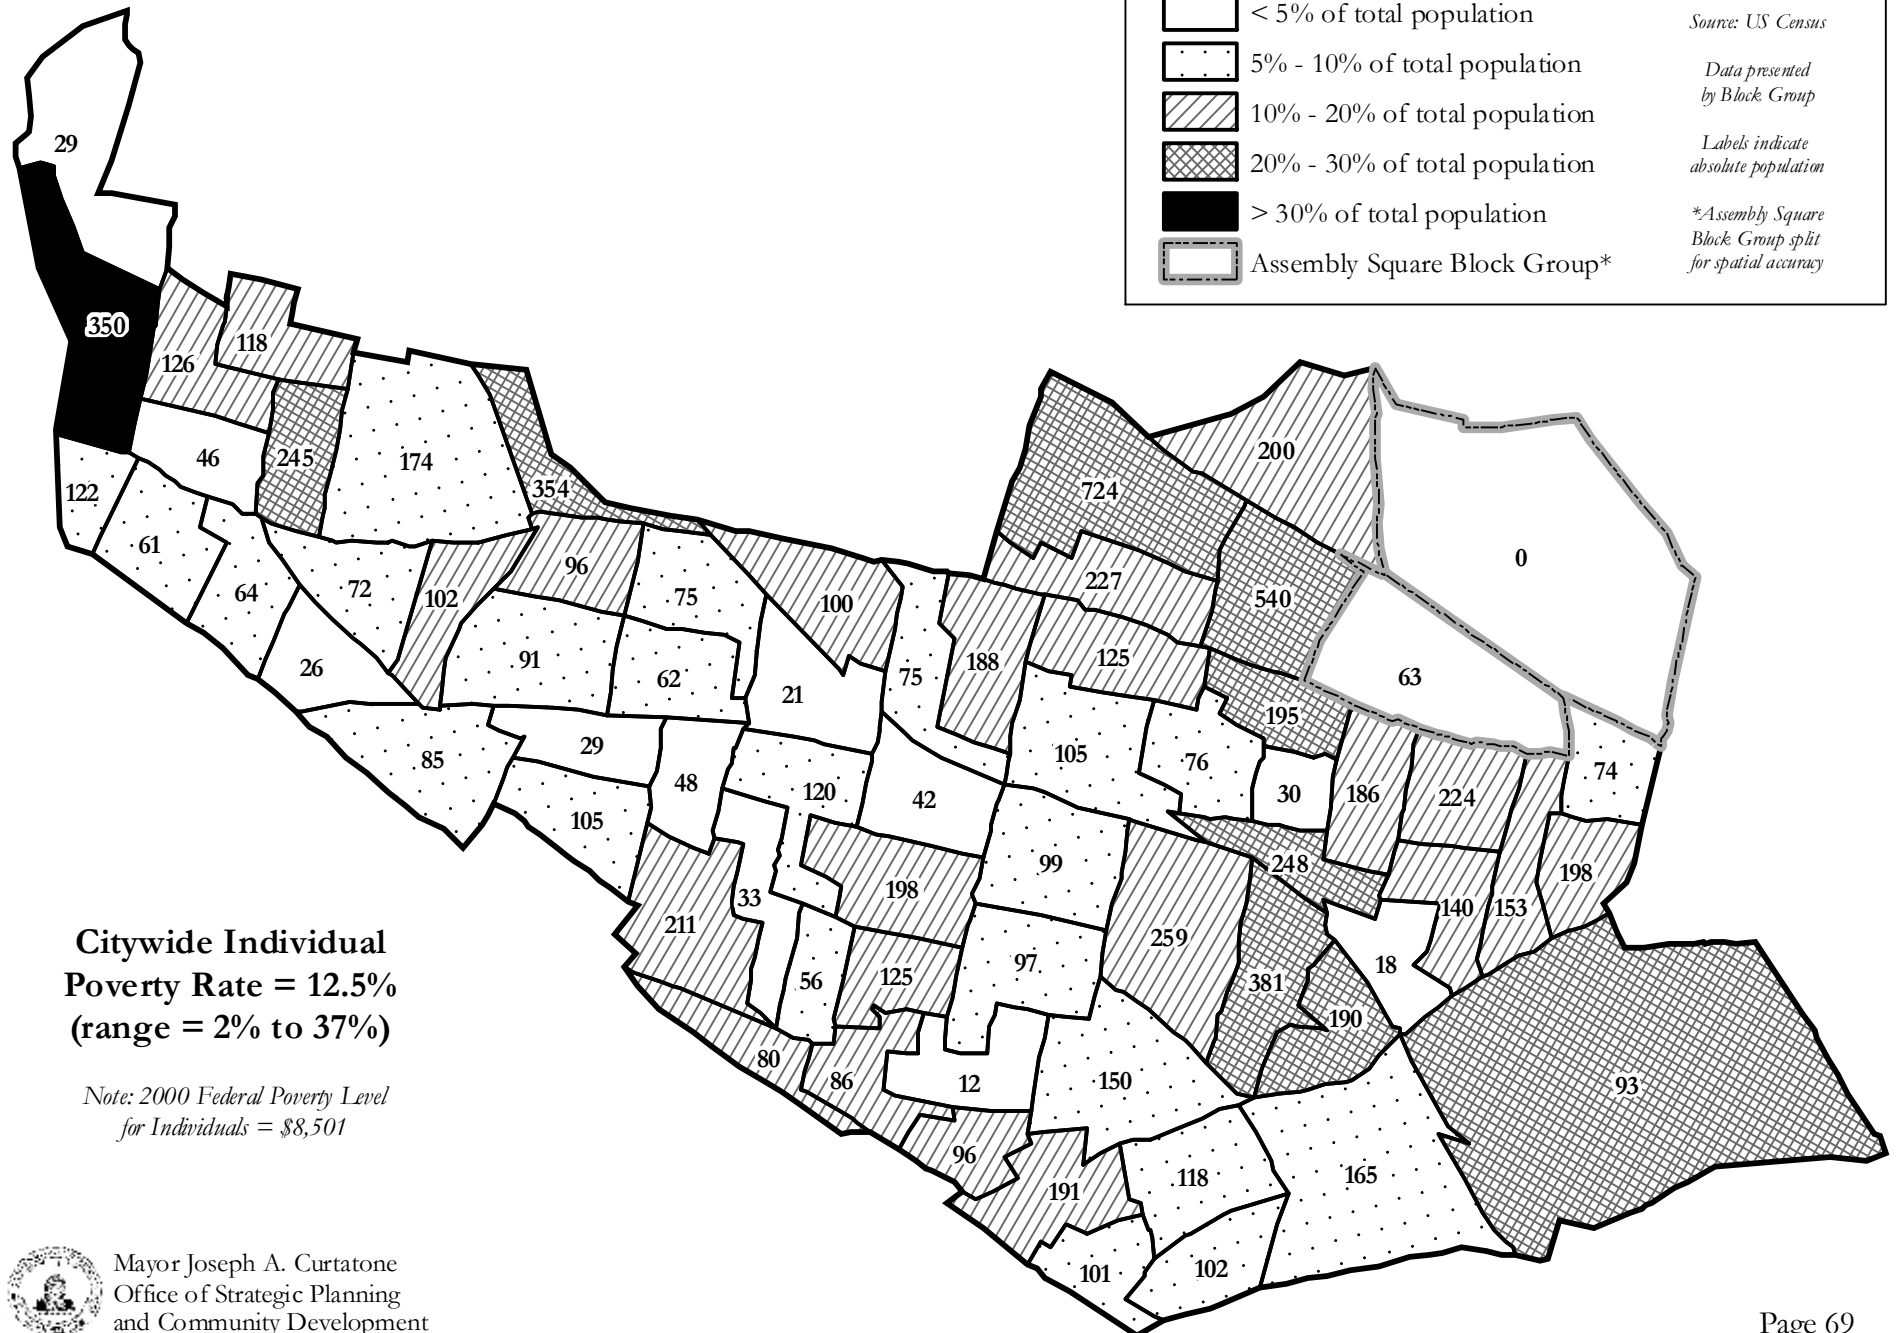 < 5% of total population
5% - 10% of total population
10% - 20% of total population
20% - 30% of total population
> 30% of total population
Assembly Square Block Group*
Source: US Census
Data presented
by Block Group
Labels indicate
absolute population
*Assembly Square
Block Group split
for spatial accuracy
29
350
126
118
46
245
174
354
122
61
64
72
102
96
75
100
26
91
62
21
75
188
724
200
0
227
540
125
63
195
85
29
48
120
42
105
76
30
186
224
74
105
33
198
99
248
211
259
140
153
198
56
125
97
381
18
190
80
86
12
150
93
96
191
118
165
101
102
Citywide Individual
Poverty Rate = 12.5%
(range = 2% to 37%)
Note: 2000 Federal Poverty Level
for Individuals = $8,501
Mayor Joseph A. Curtatone
Office of Strategic Planning
and Community Development
Page 69